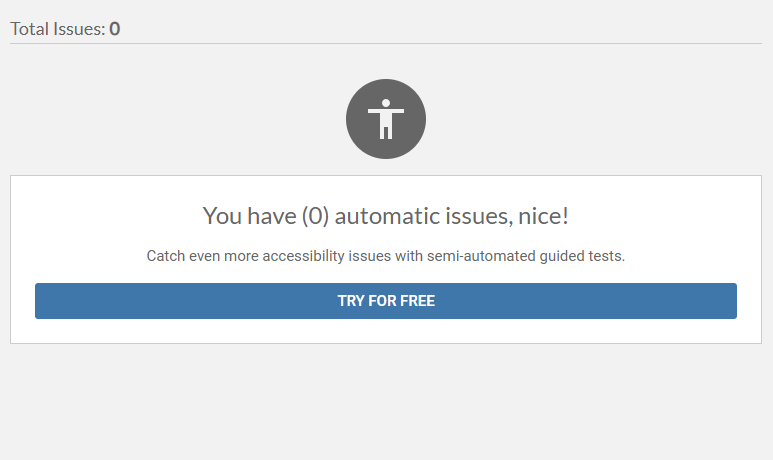 Total Issues: 0
You have (0) automatic issues, nice!
Catch even more accessibility issues with semi-automated guided tests.
TRY FOR FREE